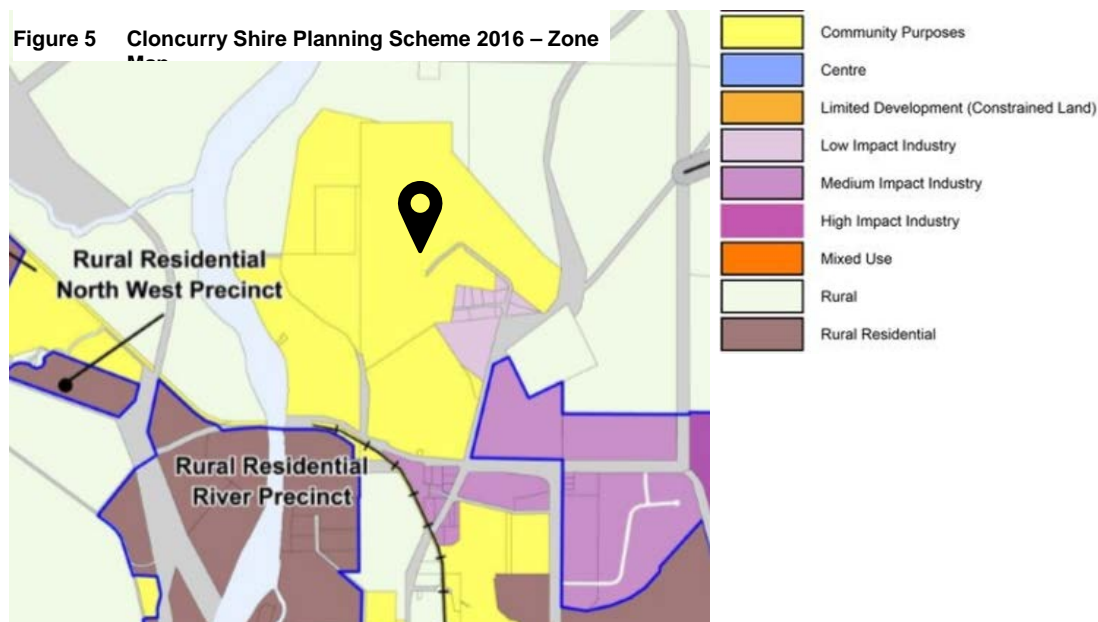 Figure 5 Cloncurry Shire Planning Scheme 2016 – Zone
Map
Rural Residential
North West Precinct
Rural Residential
River Precinct
Community Purposes
Centre
Limited Development (Constrained Land)
Low Impact Industry
Medium Impact Industry
High Impact Industry
Mixed Use
Rural
Rural Residential